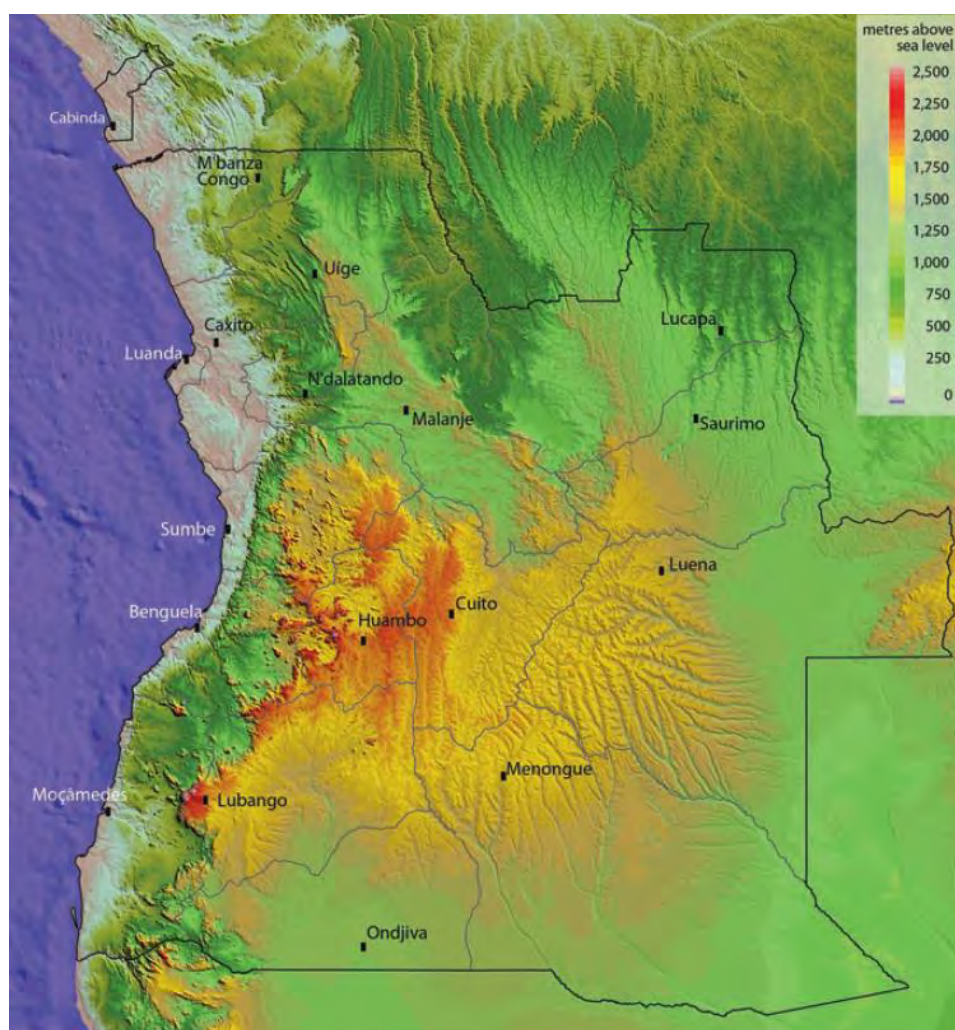 metres above
sea level
2,500
2,250
2,000
1,750
1,500
1,250
1,000
750
500
250
0
Cabinda
M'banza
Congo
Uíge
Caxito
Lucapa
Luanda
N'dalatando
Malanje
Saurimo
Sumbe
Luena
Benguela
Cuito
Huambo
Menongue
Moçâmedes
Lubango
Ondjiva